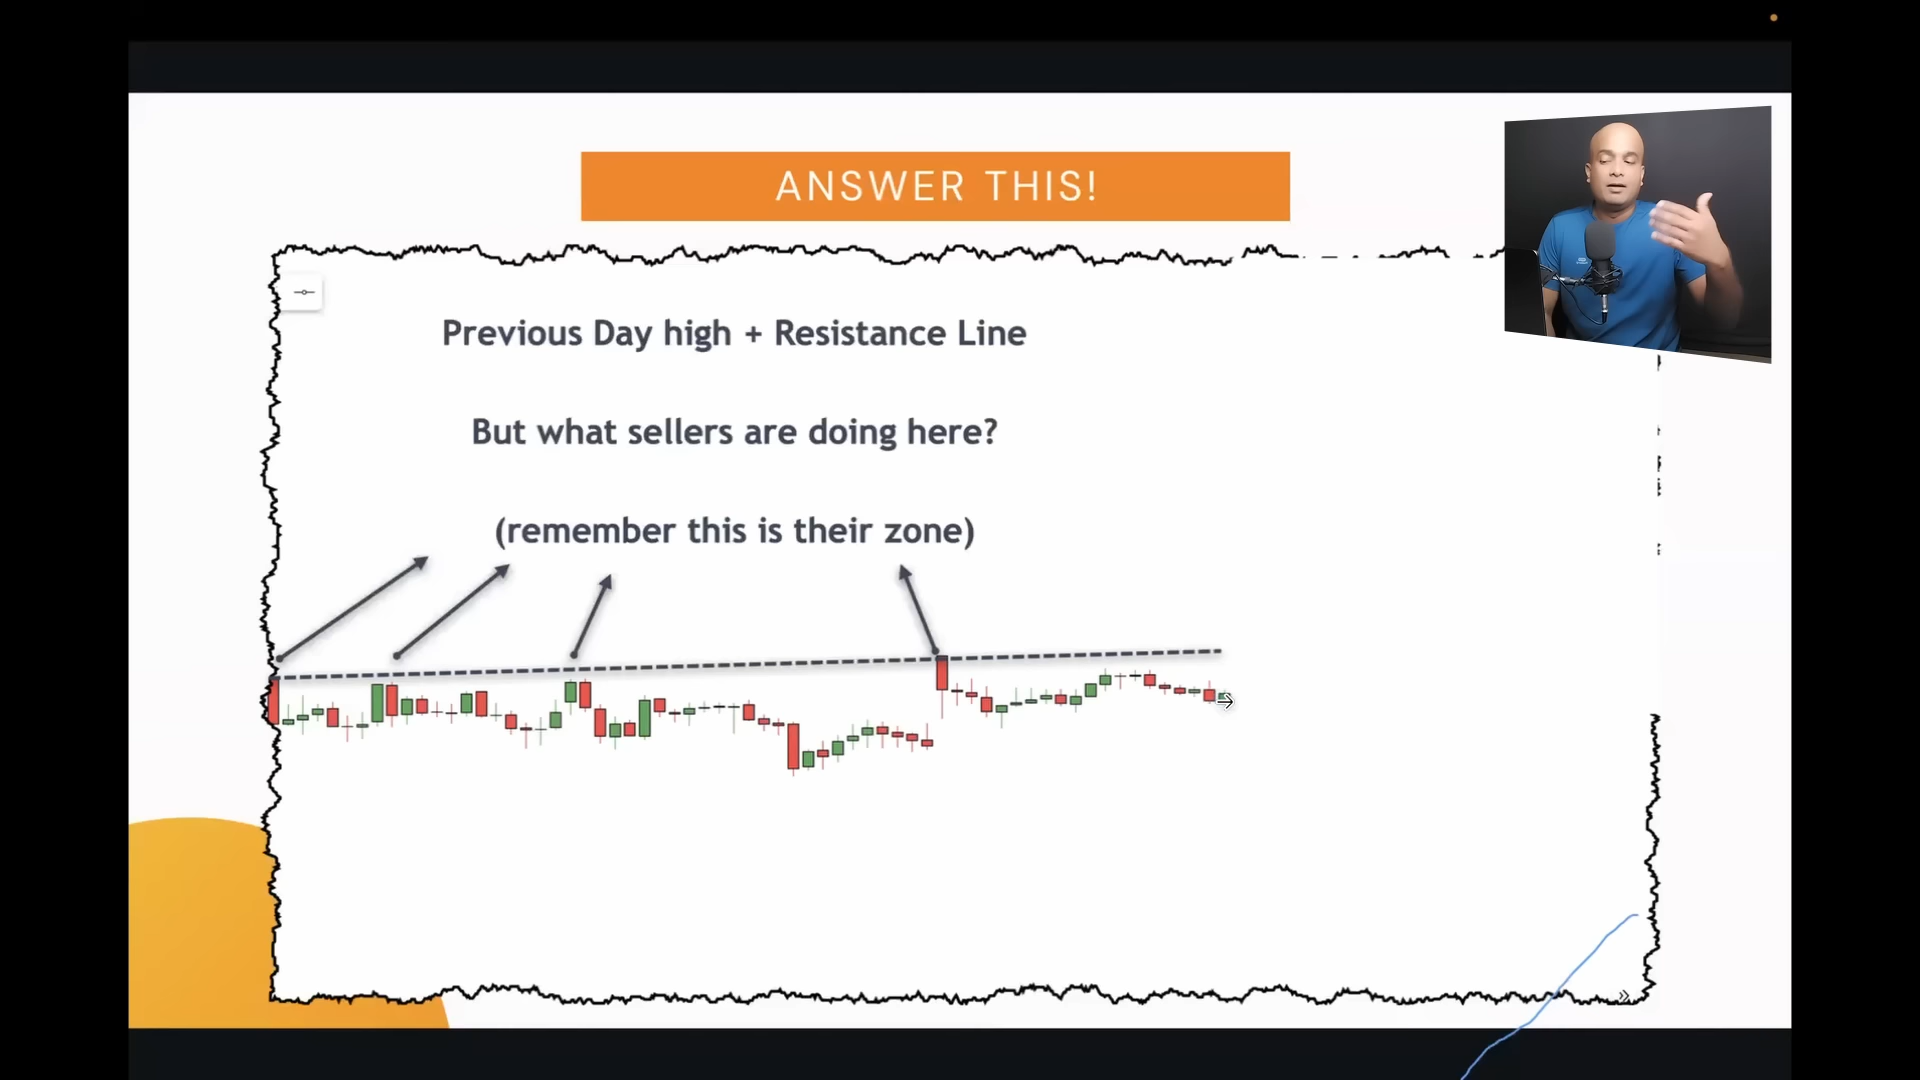 ANSWER THIS!
Previous Day high + Resistance Line
But what sellers are doing here?
(remember this is their zone)